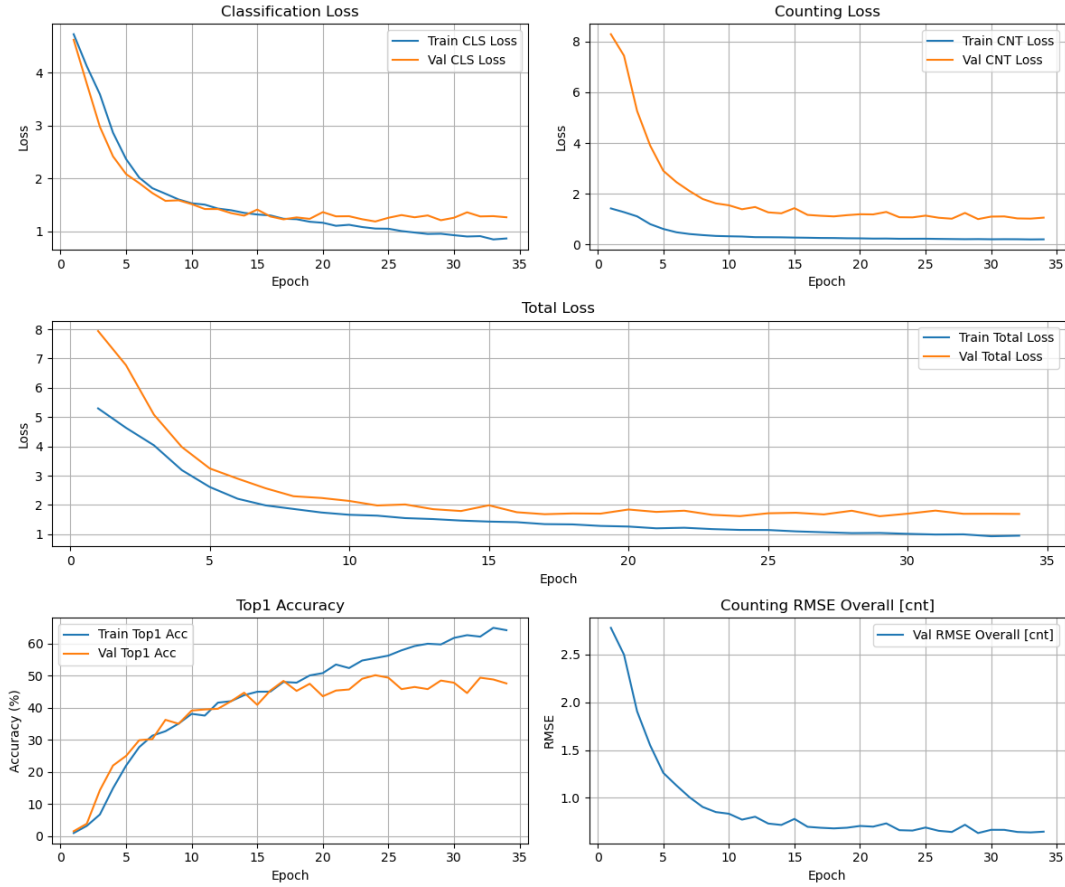 Classification Loss
Train CLS Loss
Val CLS Loss
Loss
4
3
2
1
0 5 10 15 20 25 30 35
Epoch
Counting Loss
Train CNT Loss
Val CNT Loss
Loss
8
6
4
2
0
0 5 10 15 20 25 30 35
Epoch
Total Loss
Train Total Loss
Val Total Loss
Loss
8
7
6
5
4
3
2
1
0 5 10 15 20 25 30 35
Epoch
Top1 Accuracy
Train Top1 Acc
Val Top1 Acc
Accuracy (%)
60
50
40
30
20
10
0
0 5 10 15 20 25 30 35
Epoch
Counting RMSE Overall [cnt]
Val RMSE Overall [cnt]
RMSE
2.5
2.0
1.5
1.0
0 5 10 15 20 25 30 35
Epoch